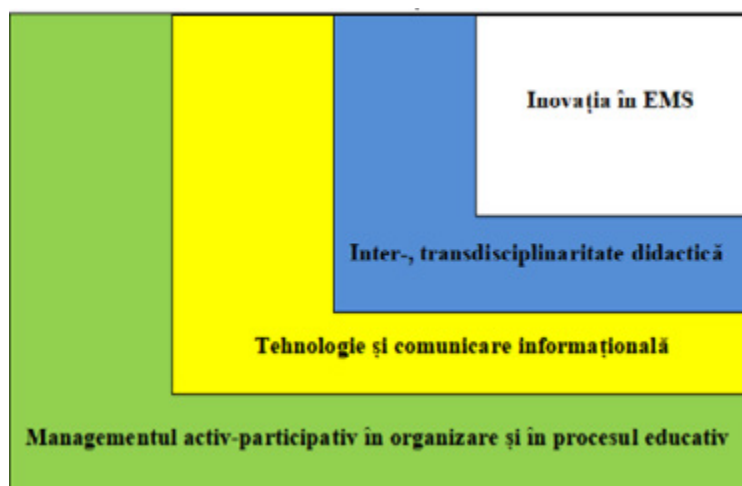 Inovația în EMS
Inter-, transdisciplinaritate didactică
Tehnologie și comunicare informațională
Managementul activ-participativ în organizare și în procesul educativ